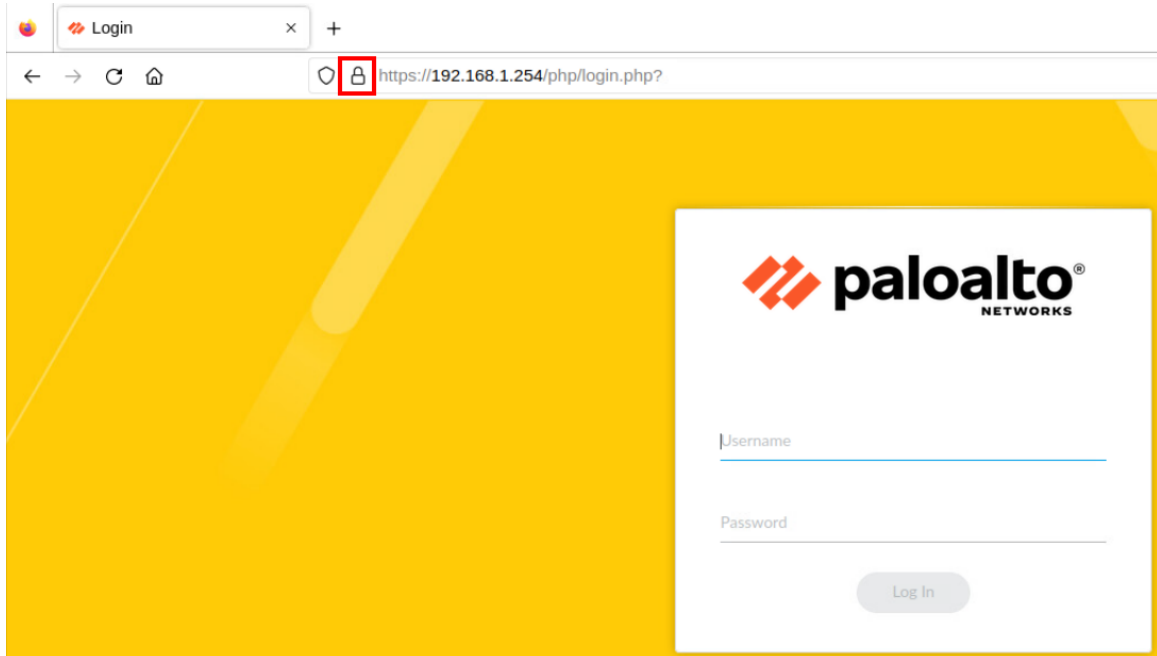 Login
https://192.168.1.254/php/login.php?
paloalto®
NETWORKS
Username
Password
Log In